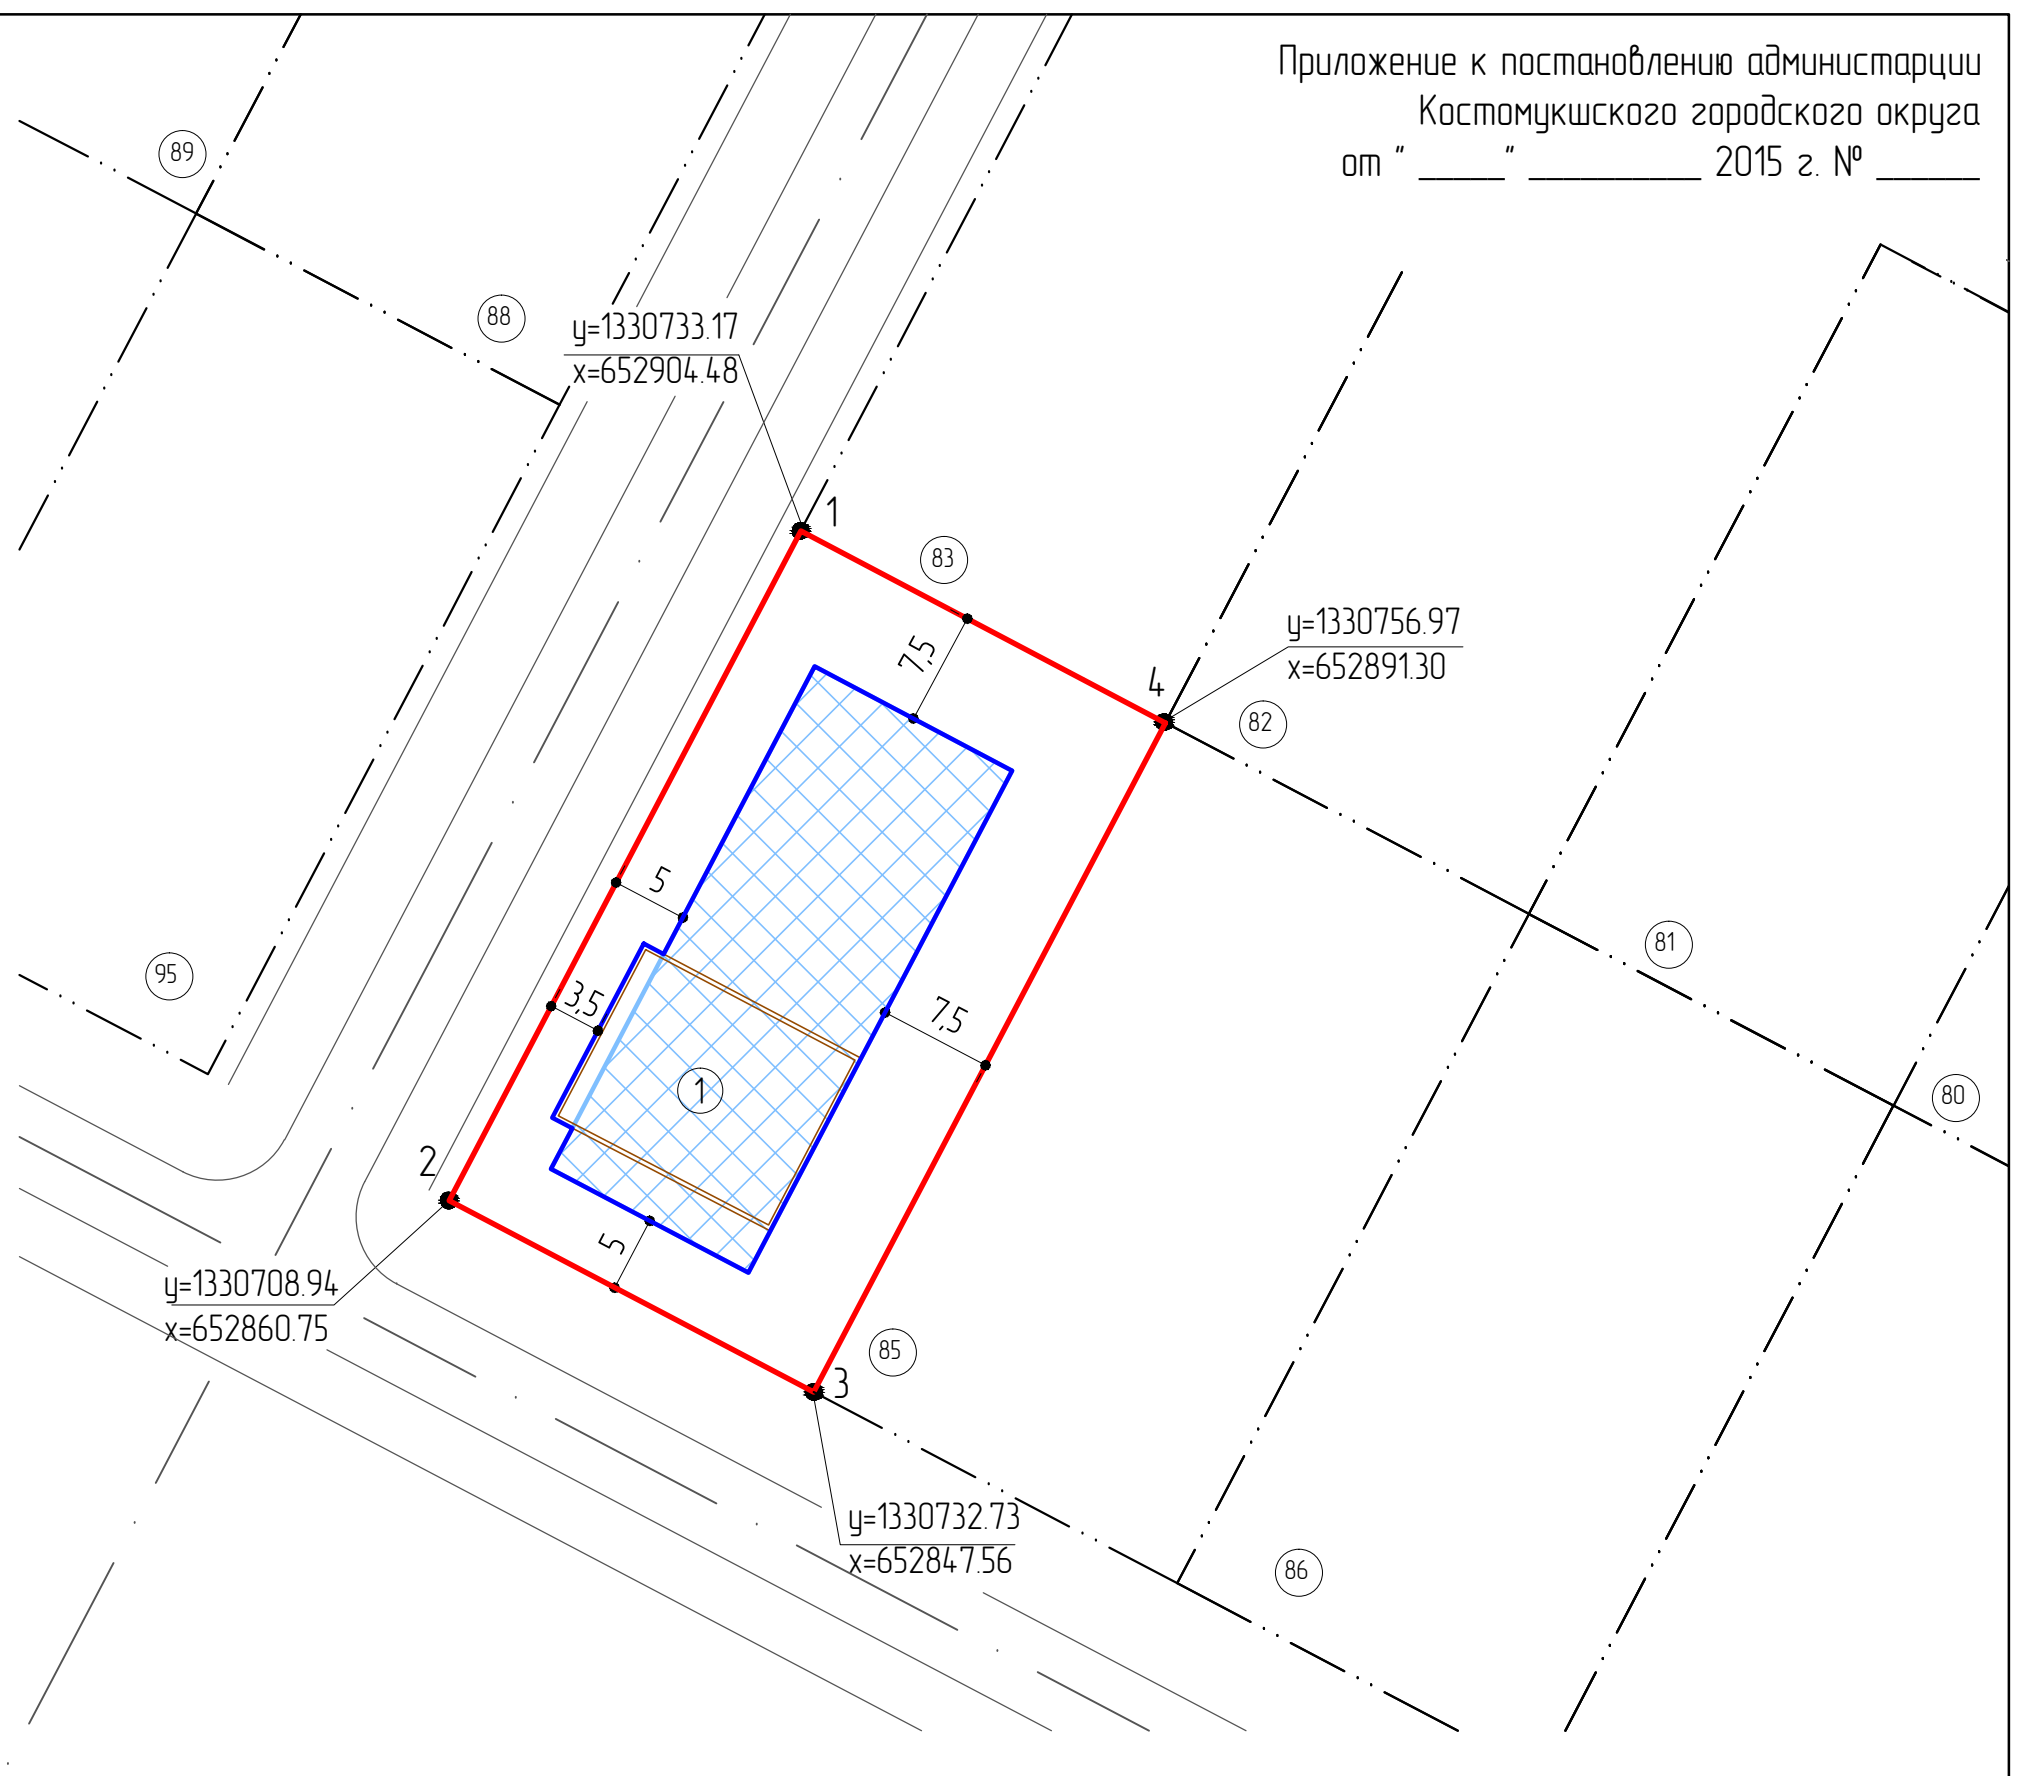 Приложение к постановлению администарции
Костомукшского городского округа
от " _____ " __________ 2015 г. № ______
89
88
y=1330733.17
x=652904.48
1
83
y=1330756.97
x=652891.30
4
82
7,5
5
81
95
3,5
7,5
1
80
2
5
y=1330708.94
x=652860.75
85
3
y=1330732.73
x=652847.56
86